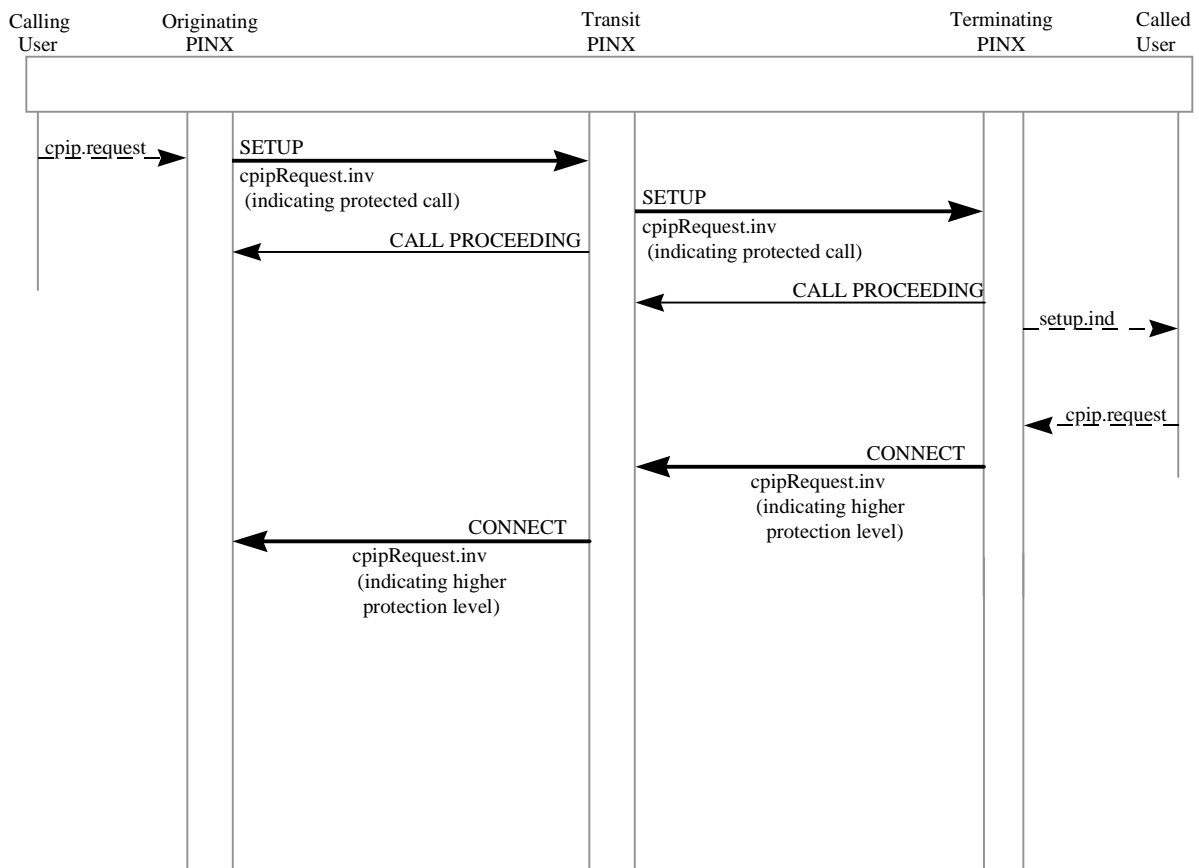 Calling
User
Originating
PINX
Transit
PINX
Terminating
PINX
Called
User
cpip.request
SETUP
cpipRequest.inv
(indicating protected call)
SETUP
cpipRequest.inv
(indicating protected call)
CALL PROCEEDING
CALL PROCEEDING
setup.ind
cpip.request
CONNECT
cpipRequest.inv
(indicating higher
protection level)
CONNECT
cpipRequest.inv
(indicating higher
protection level)